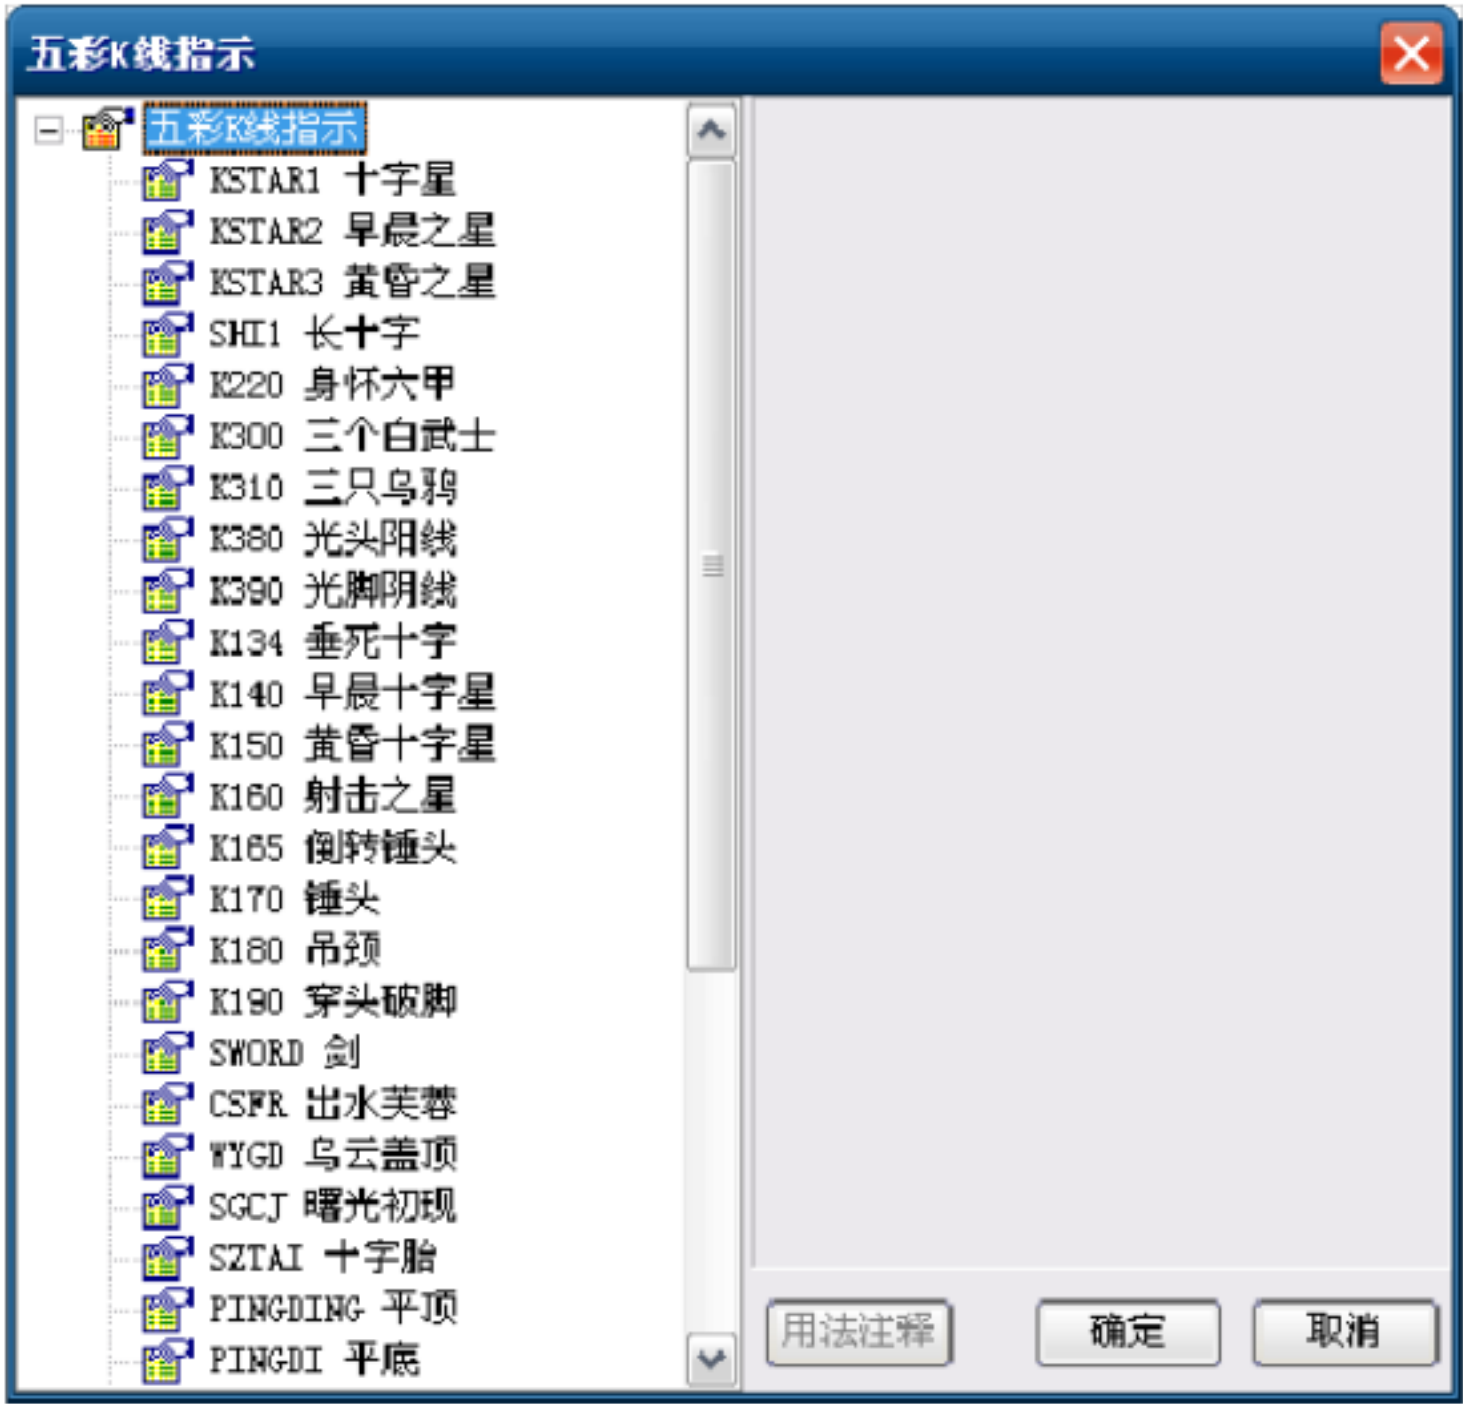 五彩K线指示
五彩K线指示
KSTAR1 十字星
KSTAR2 早晨之星
KSTAR3 黄昏之星
SHI1 长十字
K220 身怀六甲
K300 三个白武士
K310 三只乌鸦
K380 光头阳线
K390 光脚阴线
K134 垂死十字
K140 早晨十字星
K150 黄昏十字星
K160 射击之星
K165 倒转锤头
K170 锤头
K180 吊颈
K190 穿头破脚
SWORD 剑
CSFR 出水芙蓉
WYGD 乌云盖顶
SGCJ 曙光初现
SZTAI 十字胎
PINGDING 平顶
PINGDI 平底
用法注释
确定
取消